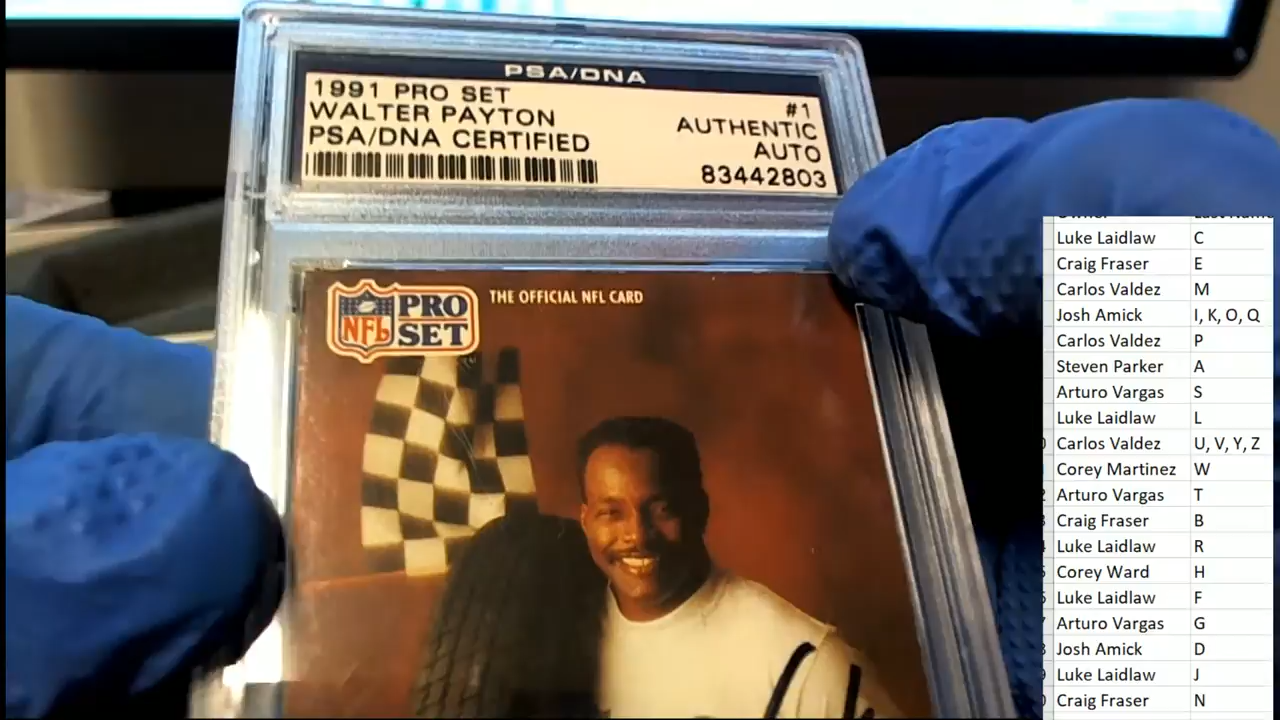 PSA/DNA
1991 PRO SET
#1
WALTER PAYTON
AUTHENTIC
PSA/DNA CERTIFIED
AUTO
83442803
NFL PRO SET
THE OFFICIAL NFL CARD
Owner Last Name
Luke Laidlaw C
Craig Fraser E
Carlos Valdez M
Josh Amick I, K, O, Q
Carlos Valdez P
Steven Parker A
Arturo Vargas S
Luke Laidlaw L
Carlos Valdez U, V, Y, Z
Corey Martinez W
Arturo Vargas T
Craig Fraser B
Luke Laidlaw R
Corey Ward H
Luke Laidlaw F
Arturo Vargas G
Josh Amick D
Luke Laidlaw J
Craig Fraser N